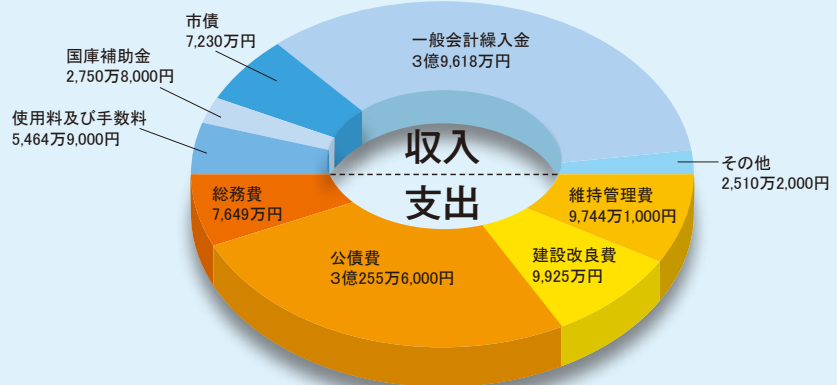 市債
7,230万円
国庫補助金
2,750万8,000円
使用料及び手数料
5,464万9,000円
一般会計繰入金
3億9,618万円
その他
2,510万2,000円
収入
支出
総務費
7,649万円
公債費
3億255万6,000円
建設改良費
9,925万円
維持管理費
9,744万1,000円